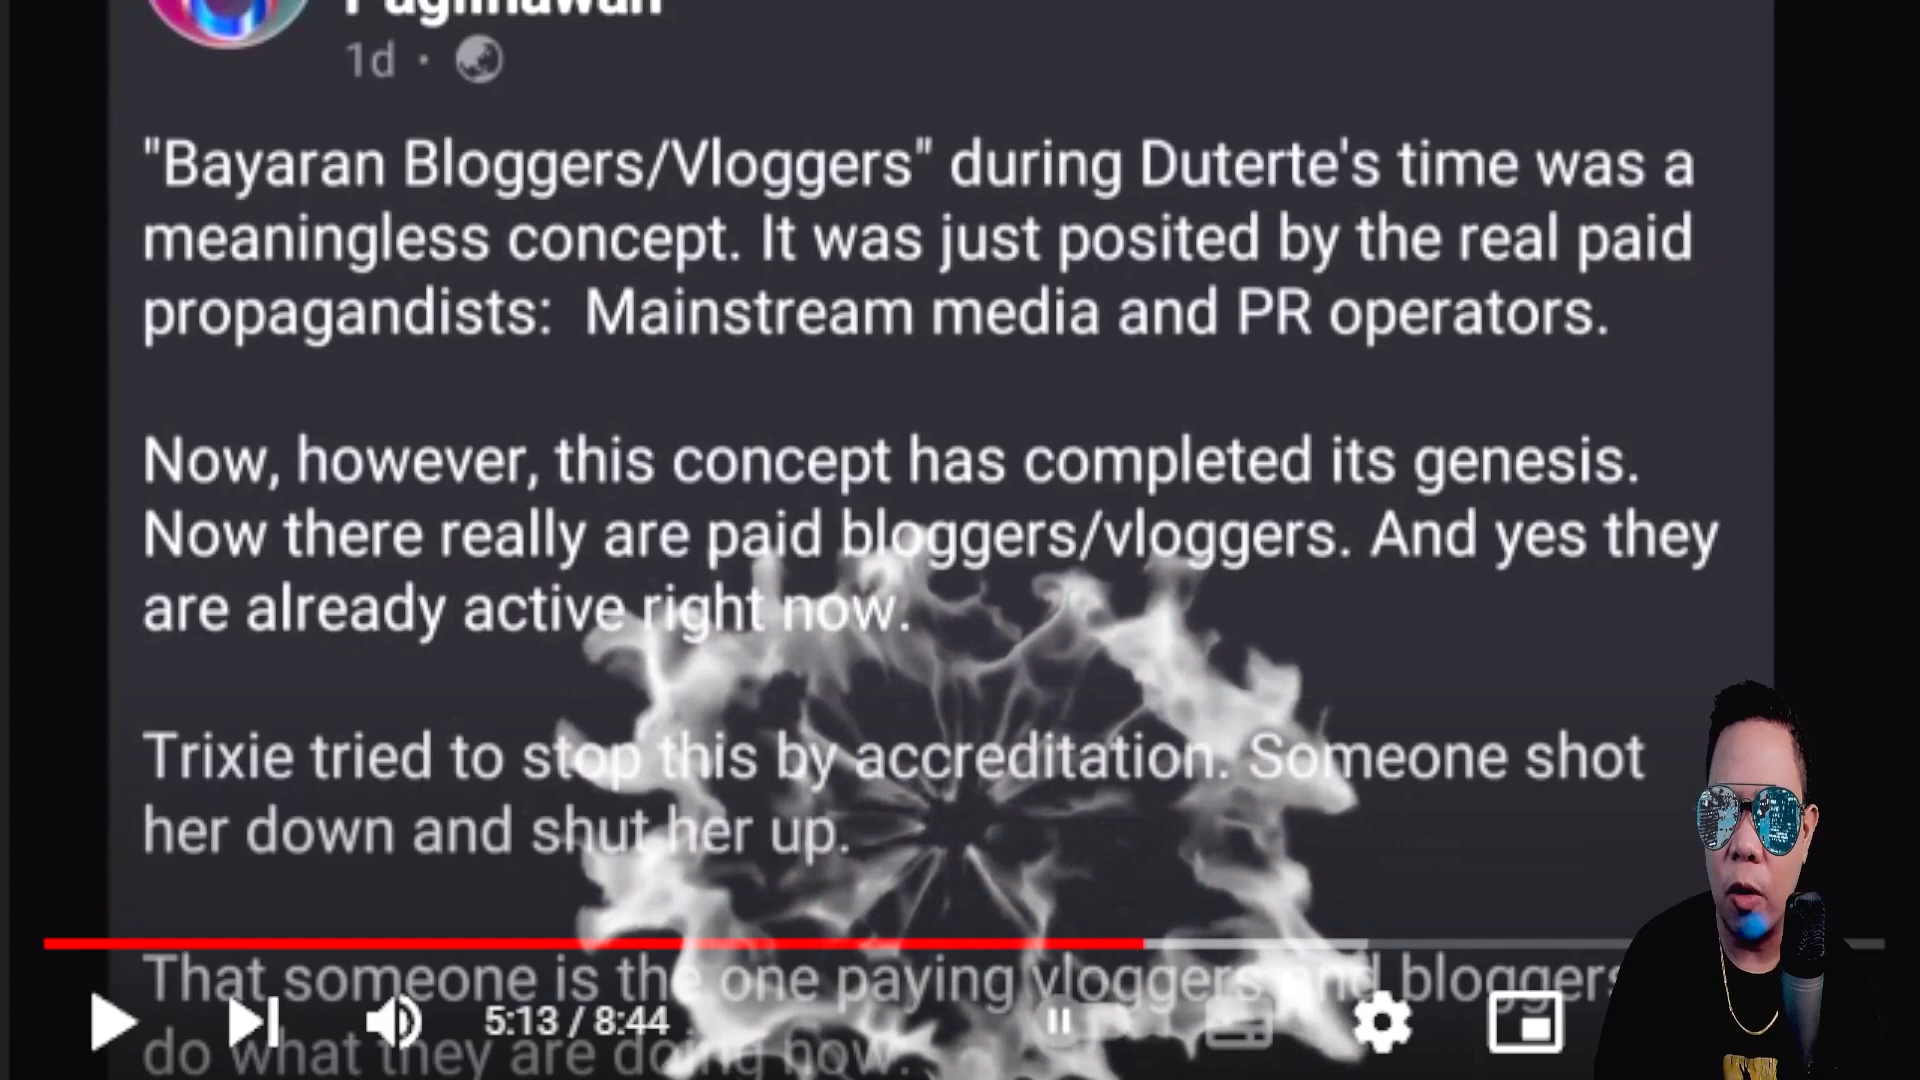 1d
"Bayaran Bloggers/Vloggers" during Duterte's time was a
meaningless concept. It was just posited by the real paid
propagandists:  Mainstream media and PR operators.
Now, however, this concept has completed its genesis.
Now there really are paid bloggers/vloggers. And yes they
are already active right now.
Trixie tried to stop this by accreditation. Someone shot
her down and shut her up.
That someone is the one paying vloggers and bloggers
5:13 / 8:44
do what they are doing now.